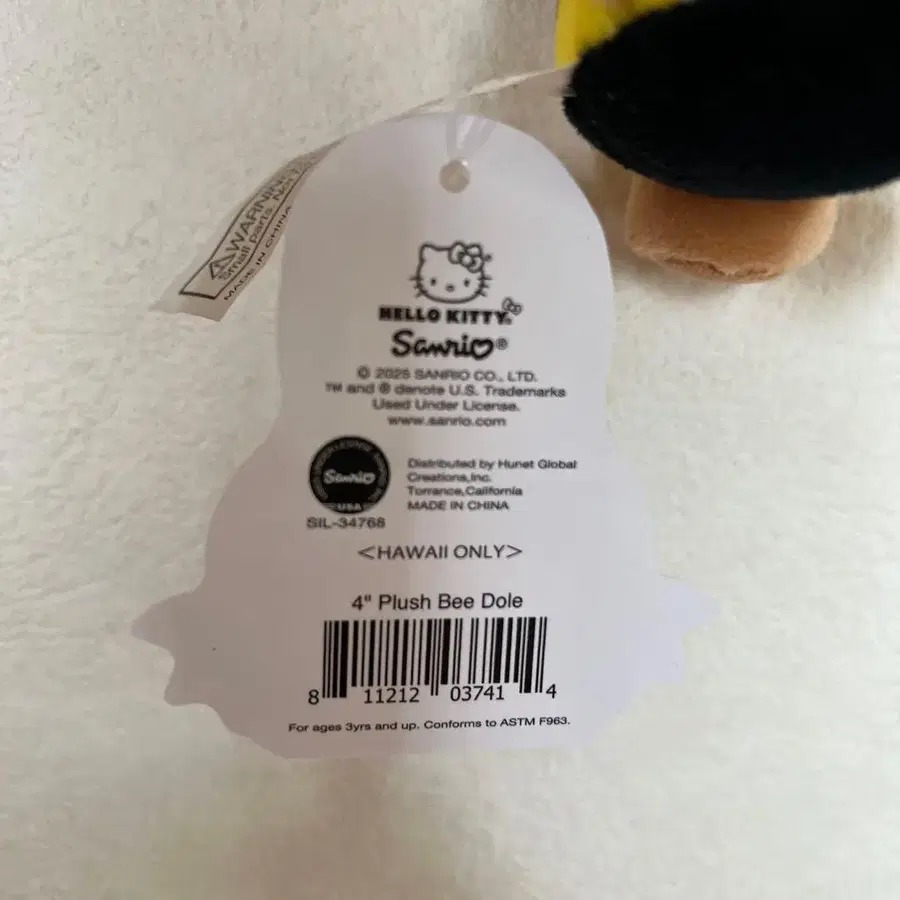 WARNING
Small parts. Not
MADE IN CHINA
HELLO KITTY®
Sanrio®
© 2025 SANRIO CO., LTD.
TM and ® denote U.S. Trademarks
Used Under License.
www.sanrio.com
Sanrio
USA
SIL-34768
Distributed by Hunet Global
Creations,Inc.
Torrance,California
MADE IN CHINA
<HAWAII ONLY>
4" Plush Bee Dole
8 11212 03741 4
For ages 3yrs and up. Conforms to ASTM F963.